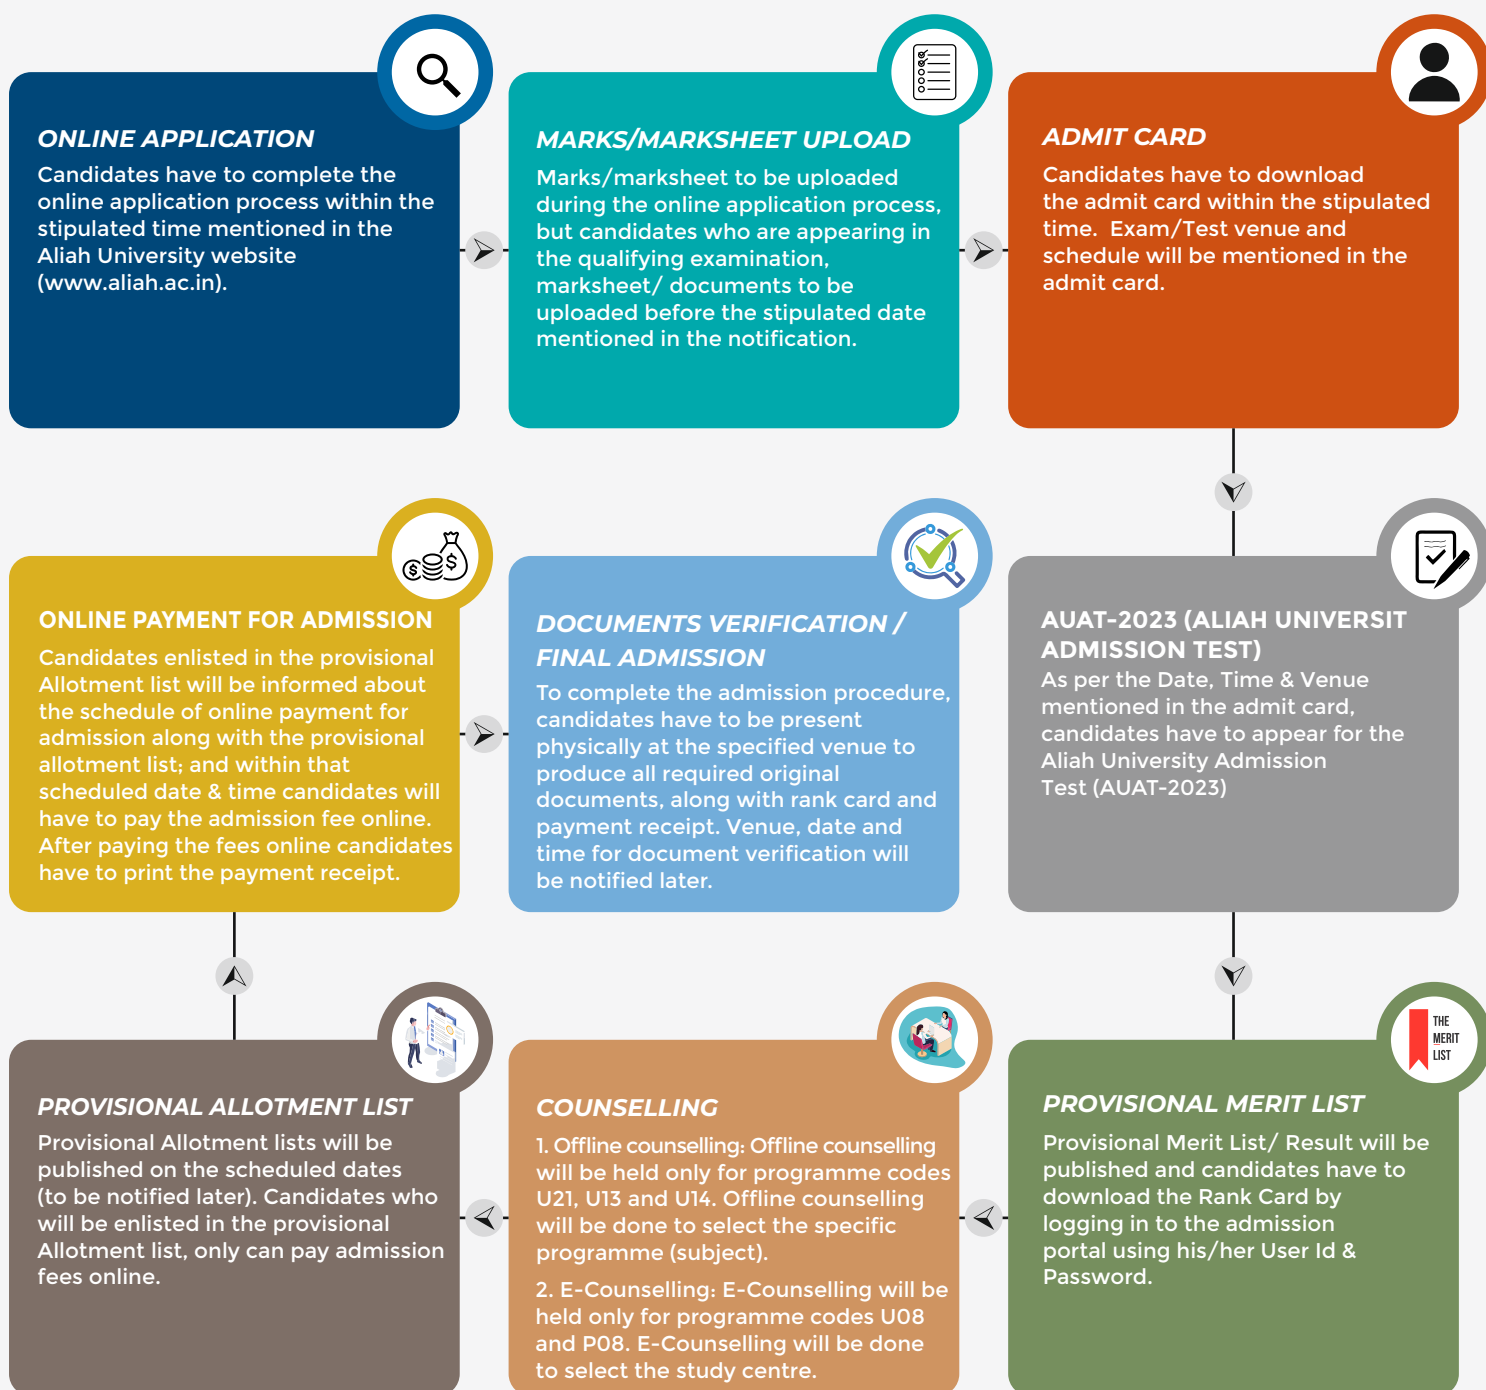 ONLINE APPLICATION
Candidates have to complete the
online application process within the
stipulated time mentioned in the
Aliah University website
(www.aliah.ac.in).
MARKS/MARKSHEET UPLOAD
Marks/marksheet to be uploaded
during the online application process,
but candidates who are appearing in
the qualifying examination,
marksheet/ documents to be
uploaded before the stipulated date
mentioned in the notification.
ADMIT CARD
Candidates have to download
the admit card within the stipulated
time. Exam/Test venue and
schedule will be mentioned in the
admit card.
AUAT-2023 (ALIAH UNIVERSIT
ADMISSION TEST)
As per the Date, Time & Venue
mentioned in the admit card,
candidates have to appear for the
Aliah University Admission
Test (AUAT-2023)
THE
MERIT
LIST
PROVISIONAL MERIT LIST
Provisional Merit List/ Result will be
published and candidates have to
download the Rank Card by
logging in to the admission
portal using his/her User Id &
Password.
COUNSELLING
1. Offline counselling: Offline counselling
will be held only for programme codes
U21, U13 and U14. Offline counselling
will be done to select the specific
programme (subject).
2. E-Counselling: E-Counselling will be
held only for programme codes U08
and P08. E-Counselling will be done
to select the study centre.
PROVISIONAL ALLOTMENT LIST
Provisional Allotment lists will be
published on the scheduled dates
(to be notified later). Candidates who
will be enlisted in the provisional
Allotment list, only can pay admission
fees online.
ONLINE PAYMENT FOR ADMISSION
Candidates enlisted in the provisional
Allotment list will be informed about
the schedule of online payment for
admission along with the provisional
allotment list; and within that
scheduled date & time candidates will
have to pay the admission fee online.
After paying the fees online candidates
have to print the payment receipt.
DOCUMENTS VERIFICATION /
FINAL ADMISSION
To complete the admission procedure,
candidates have to be present
physically at the specified venue to
produce all required original
documents, along with rank card and
payment receipt. Venue, date and
time for document verification will
be notified later.